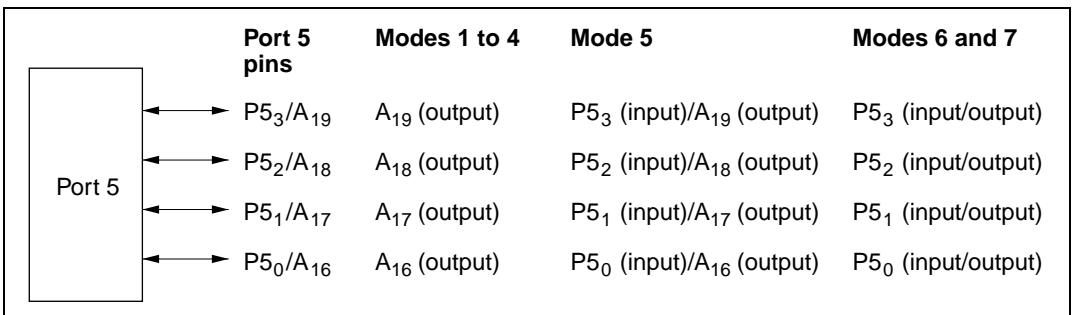 Port 5 pins Modes 1 to 4 Mode 5 Modes 6 and 7
P5₃/A₁₉ A₁₉ (output) P5₃ (input)/A₁₉ (output) P5₃ (input/output)
P5₂/A₁₈ A₁₈ (output) P5₂ (input)/A₁₈ (output) P5₂ (input/output)
Port 5
P5₁/A₁₇ A₁₇ (output) P5₁ (input)/A₁₇ (output) P5₁ (input/output)
P5₀/A₁₆ A₁₆ (output) P5₀ (input)/A₁₆ (output) P5₀ (input/output)